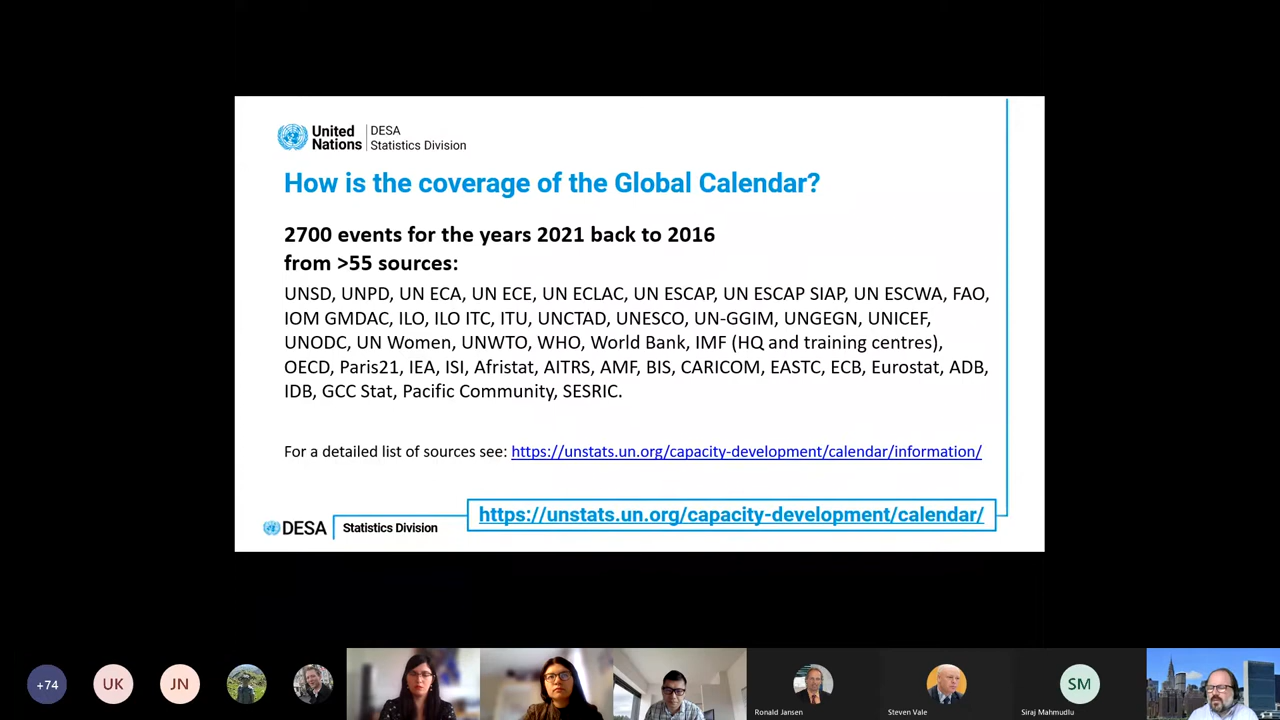 United
Nations
DESA
Statistics Division
How is the coverage of the Global Calendar?
2700 events for the years 2021 back to 2016
from >55 sources:
UNSD, UNPD, UN ECA, UN ECE, UN ECLAC, UN ESCAP, UN ESCAP SIAP, UN ESCWA, FAO,
IOM GMDAC, ILO, ILO ITC, ITU, UNCTAD, UNESCO, UN-GGIM, UNGEGN, UNICEF,
UNODC, UN Women, UNWTO, WHO, World Bank, IMF (HQ and training centres),
OECD, Paris21, IEA, ISI, Afristat, AITRS, AMF, BIS, CARICOM, EASTC, ECB, Eurostat, ADB,
IDB, GCC Stat, Pacific Community, SESRIC.
For a detailed list of sources see: https://unstats.un.org/capacity-development/calendar/information/
https://unstats.un.org/capacity-development/calendar/
DESA
Statistics Division
+74
UK
JN
Ronald Jansen
Steven Vale
SM
Siraj Mahmudlu